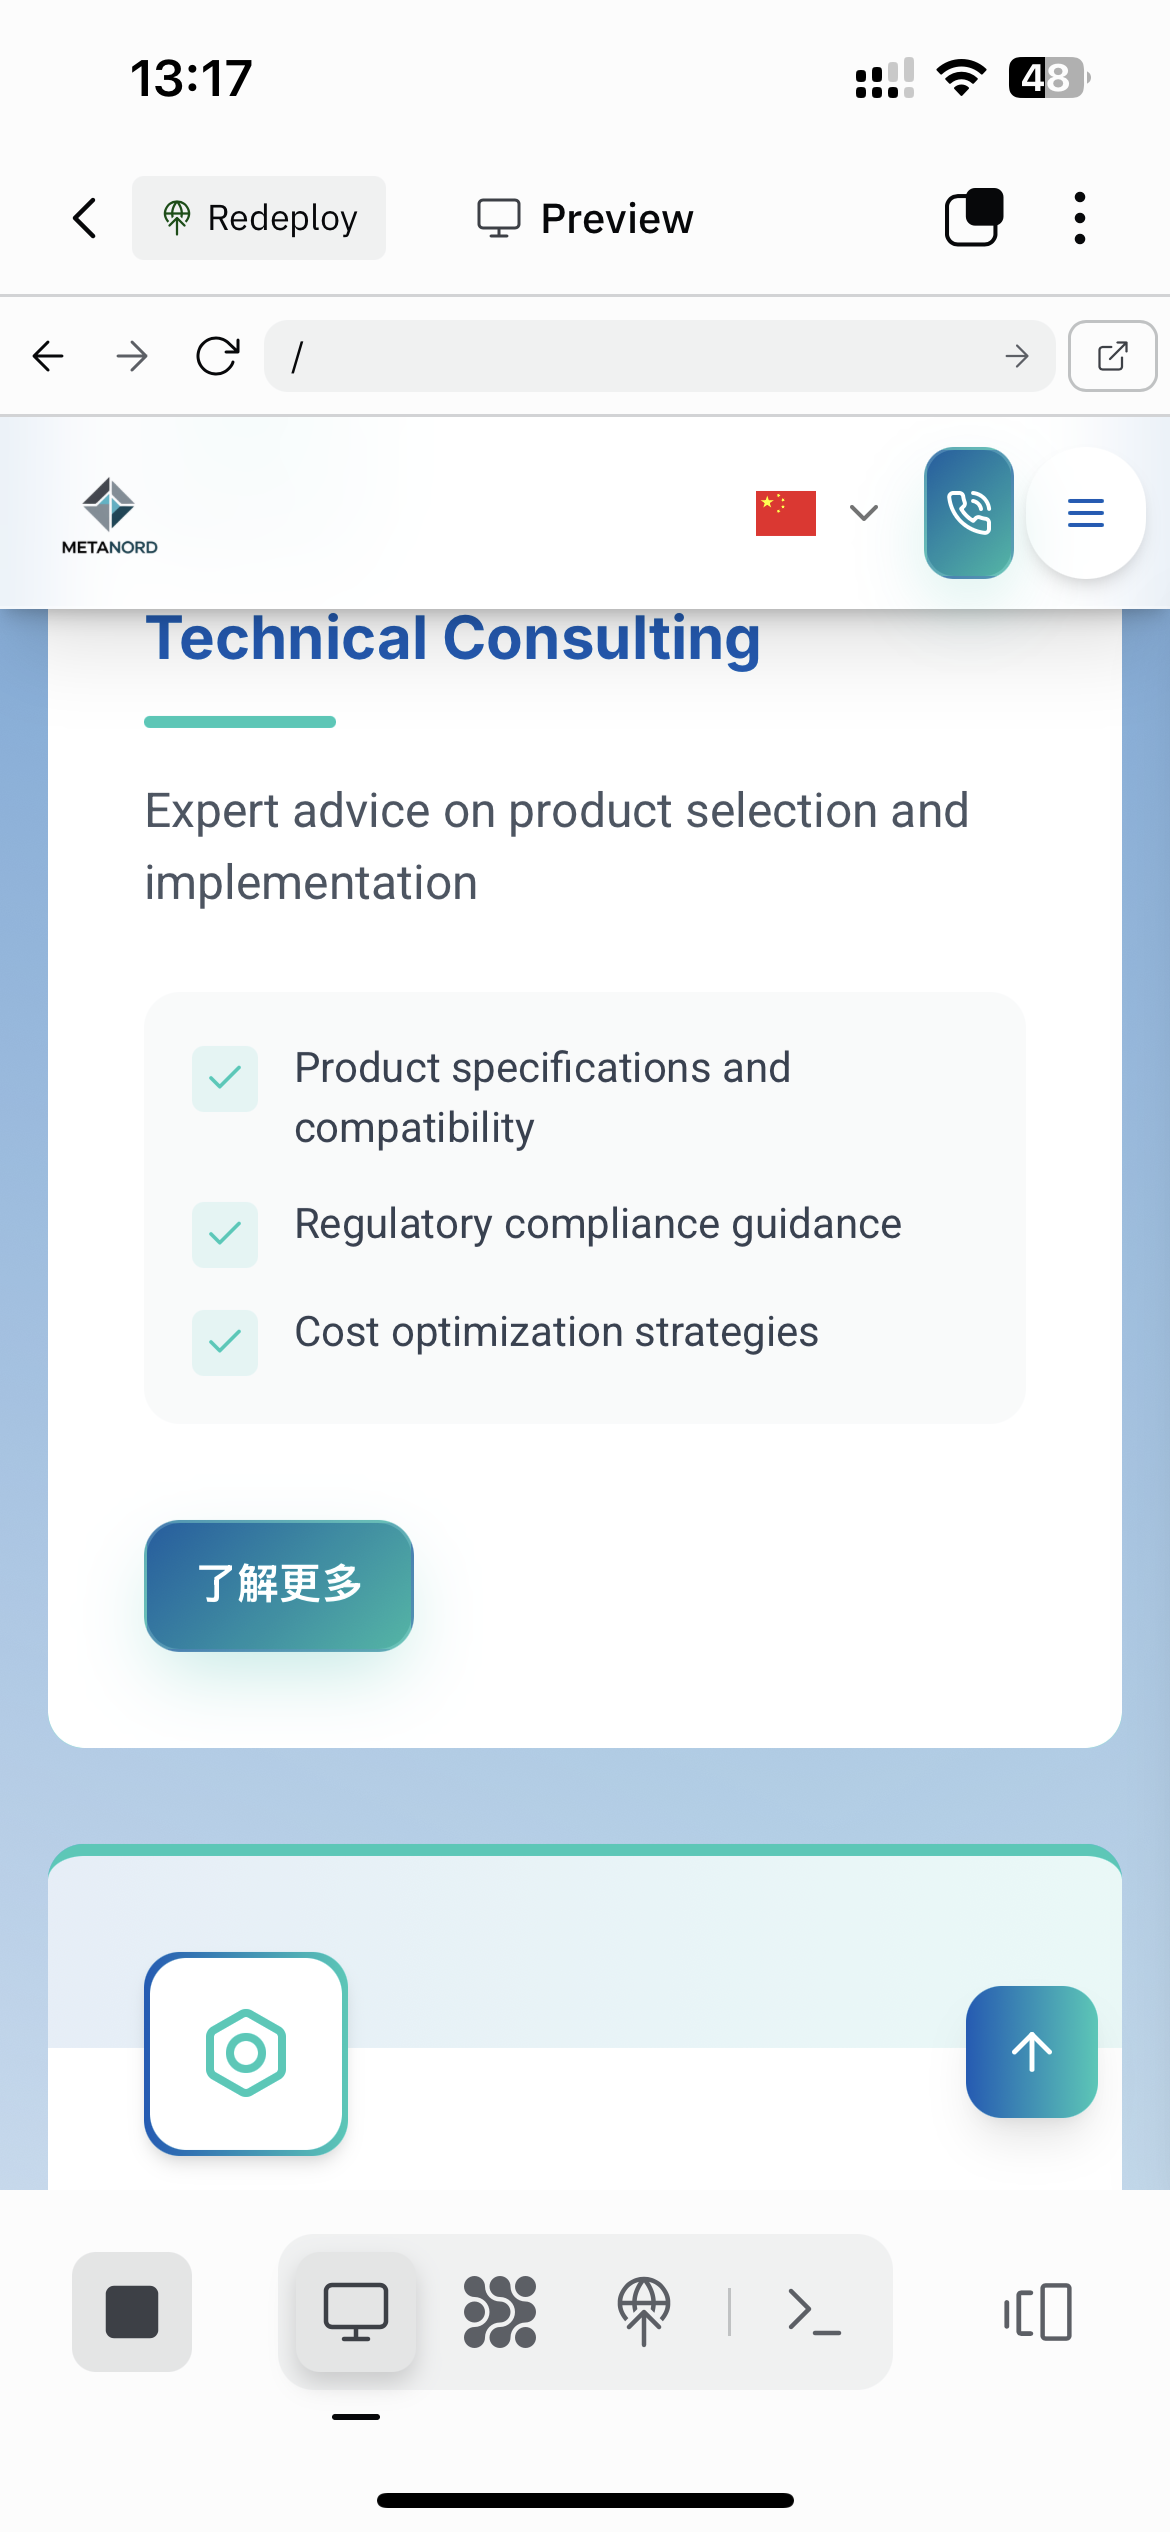 13:17
48
Redeploy
Preview
/
METANORD
Technical Consulting
Expert advice on product selection and
implementation
Product specifications and
compatibility
Regulatory compliance guidance
Cost optimization strategies
了解更多